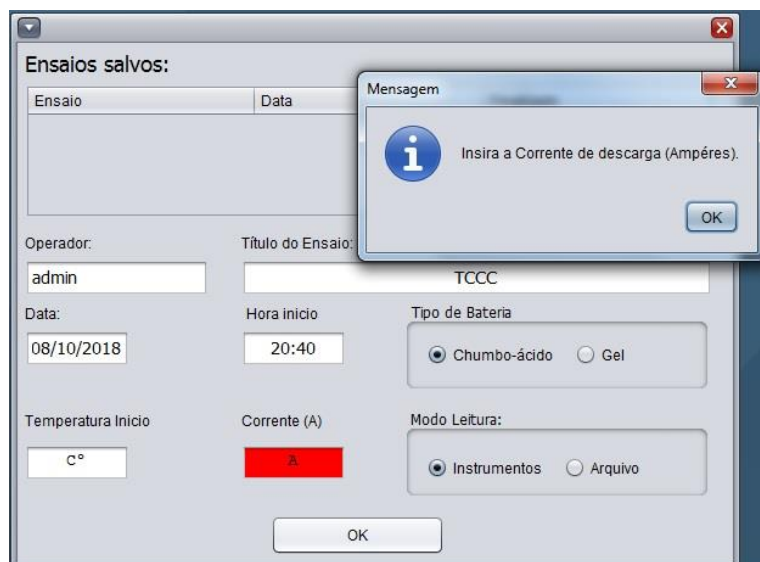 Ensaios salvos:
Ensaio Data
Mensagem
Insira a Corrente de descarga (Ampéres).
OK
Operador: Título do Ensaio:
admin TCCC
Data: Hora inicio Tipo de Bateria
08/10/2018 20:40 Chumbo-ácido Gel
Temperatura Inicio Corrente (A) Modo Leitura:
C° A Instrumentos Arquivo
OK